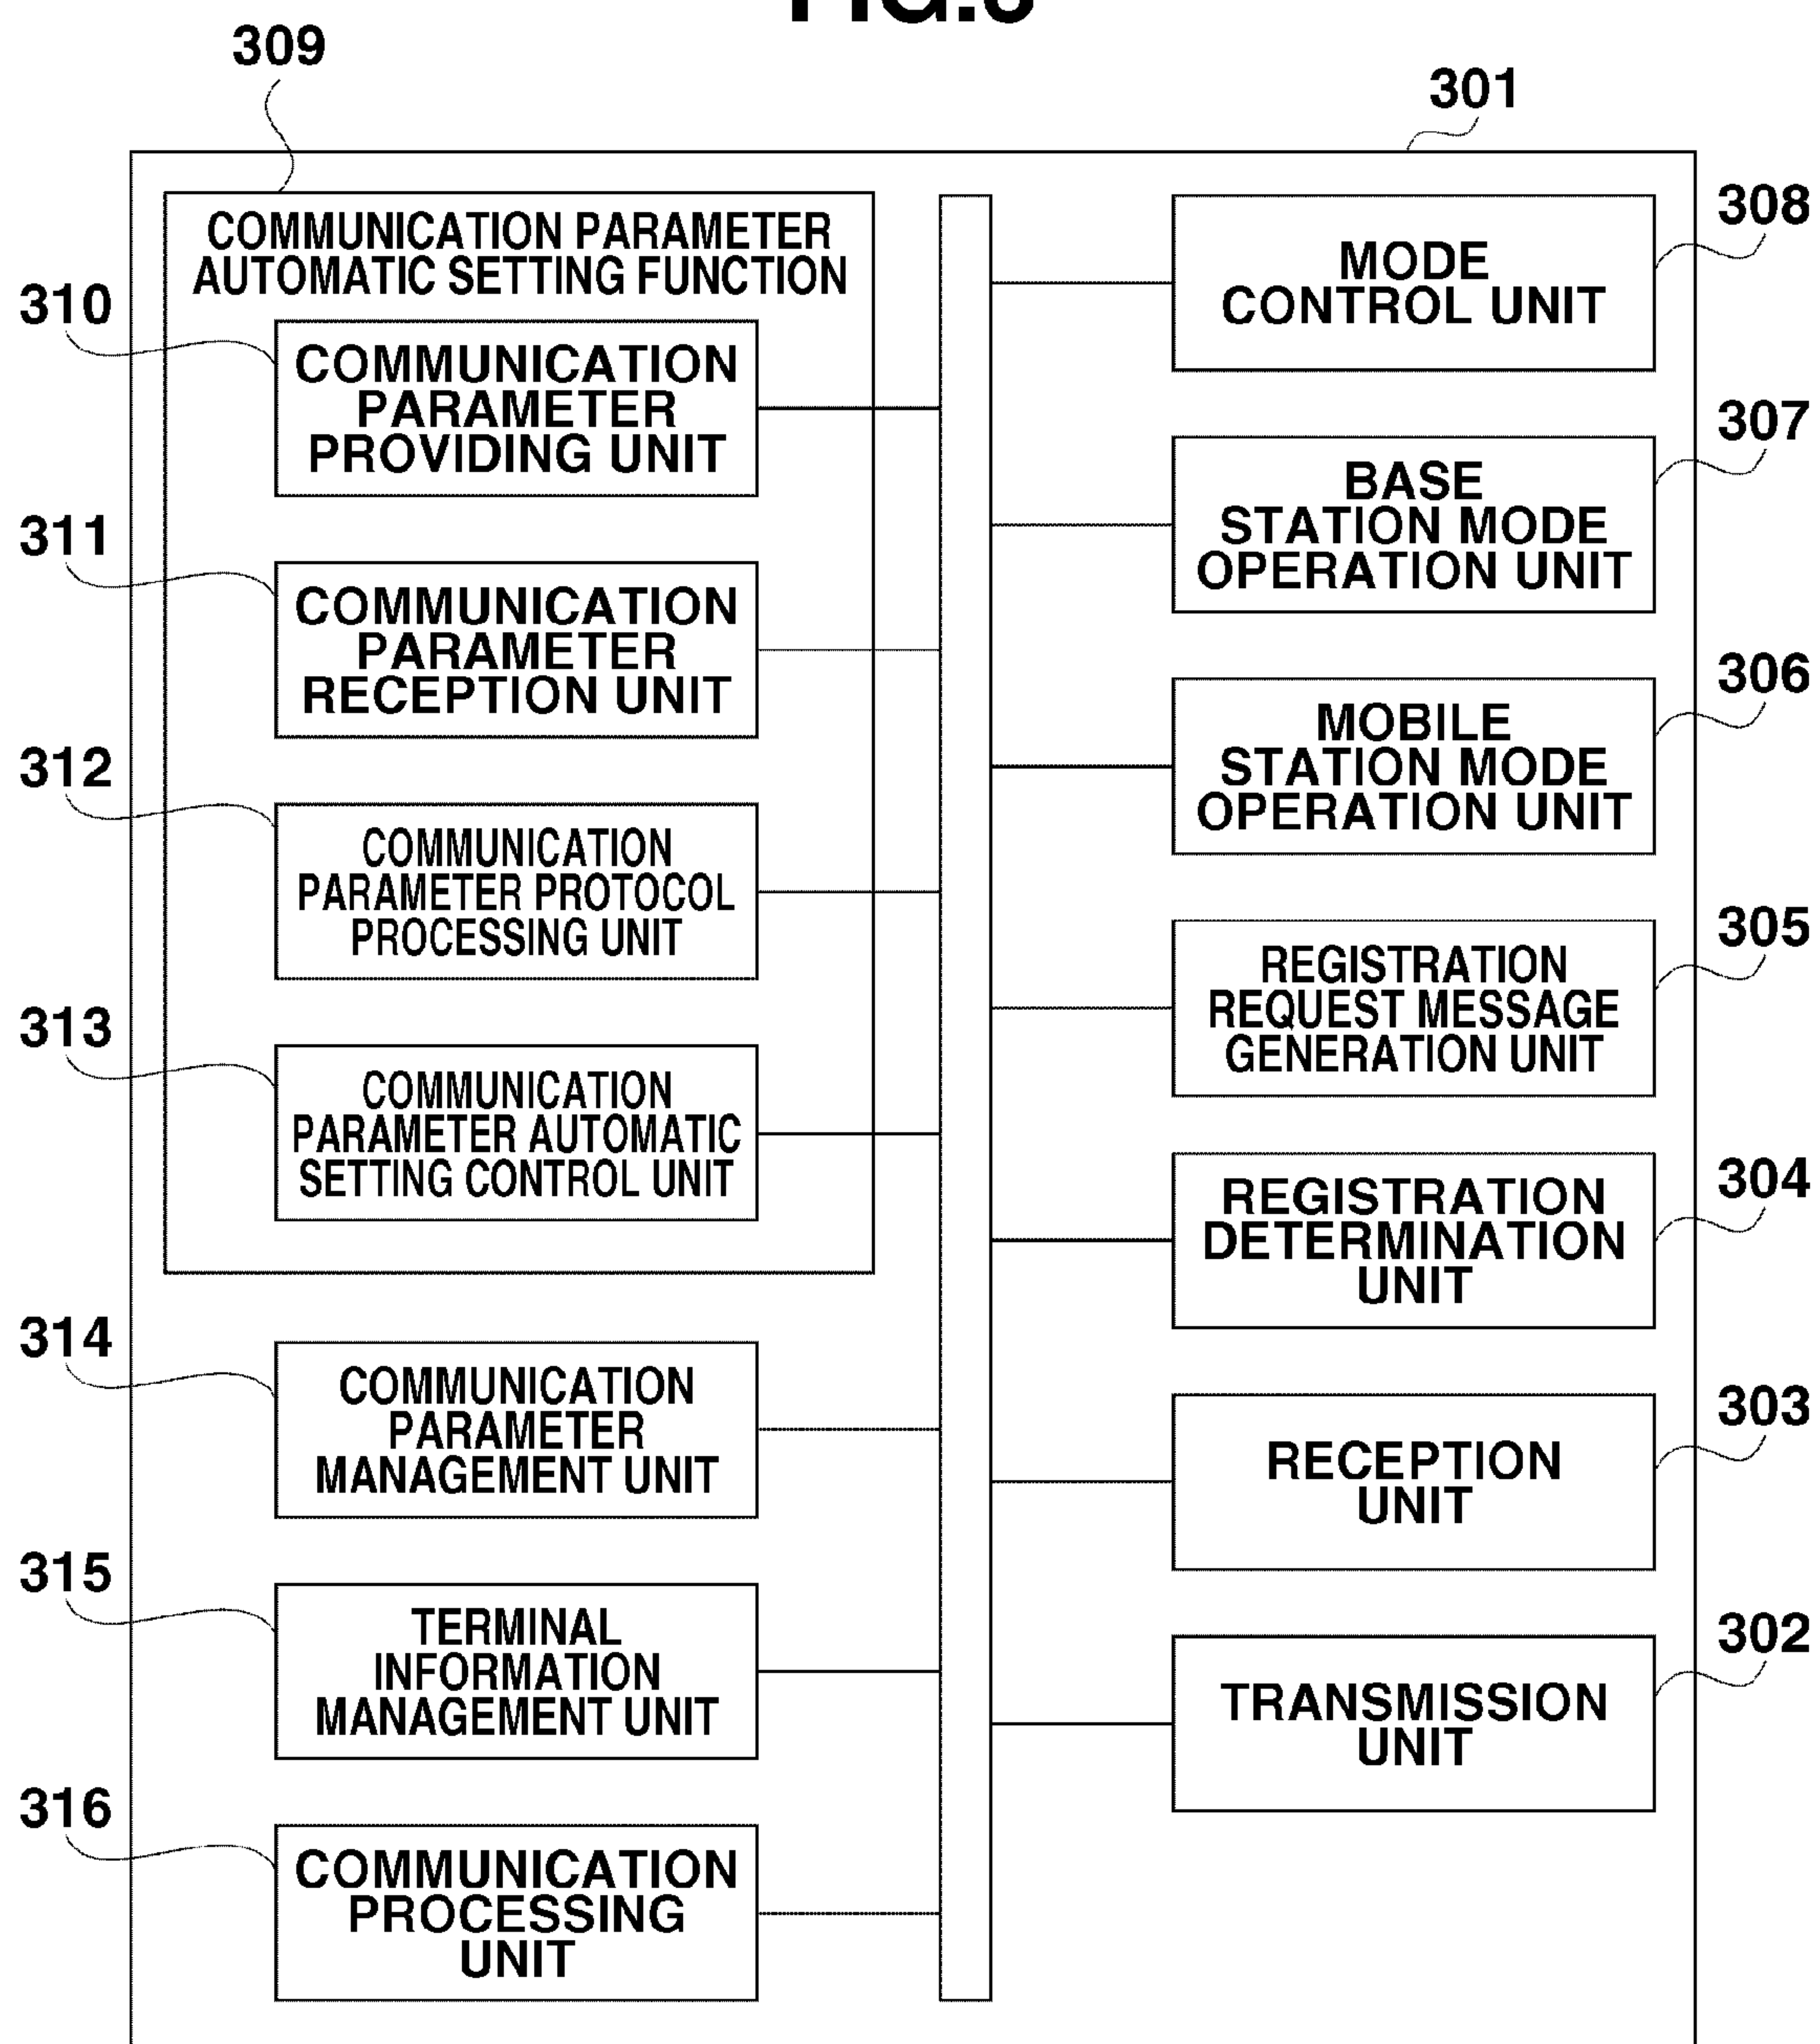 309
301
COMMUNICATION PARAMETER
AUTOMATIC SETTING FUNCTION
310
COMMUNICATION
PARAMETER
PROVIDING UNIT
311
COMMUNICATION
PARAMETER
RECEPTION UNIT
312
COMMUNICATION
PARAMETER PROTOCOL
PROCESSING UNIT
313
COMMUNICATION
PARAMETER AUTOMATIC
SETTING CONTROL UNIT
314
COMMUNICATION
PARAMETER
MANAGEMENT UNIT
315
TERMINAL
INFORMATION
MANAGEMENT UNIT
316
COMMUNICATION
PROCESSING
UNIT
308
MODE
CONTROL UNIT
307
BASE
STATION MODE
OPERATION UNIT
306
MOBILE
STATION MODE
OPERATION UNIT
305
REGISTRATION
REQUEST MESSAGE
GENERATION UNIT
304
REGISTRATION
DETERMINATION
UNIT
303
RECEPTION
UNIT
302
TRANSMISSION
UNIT